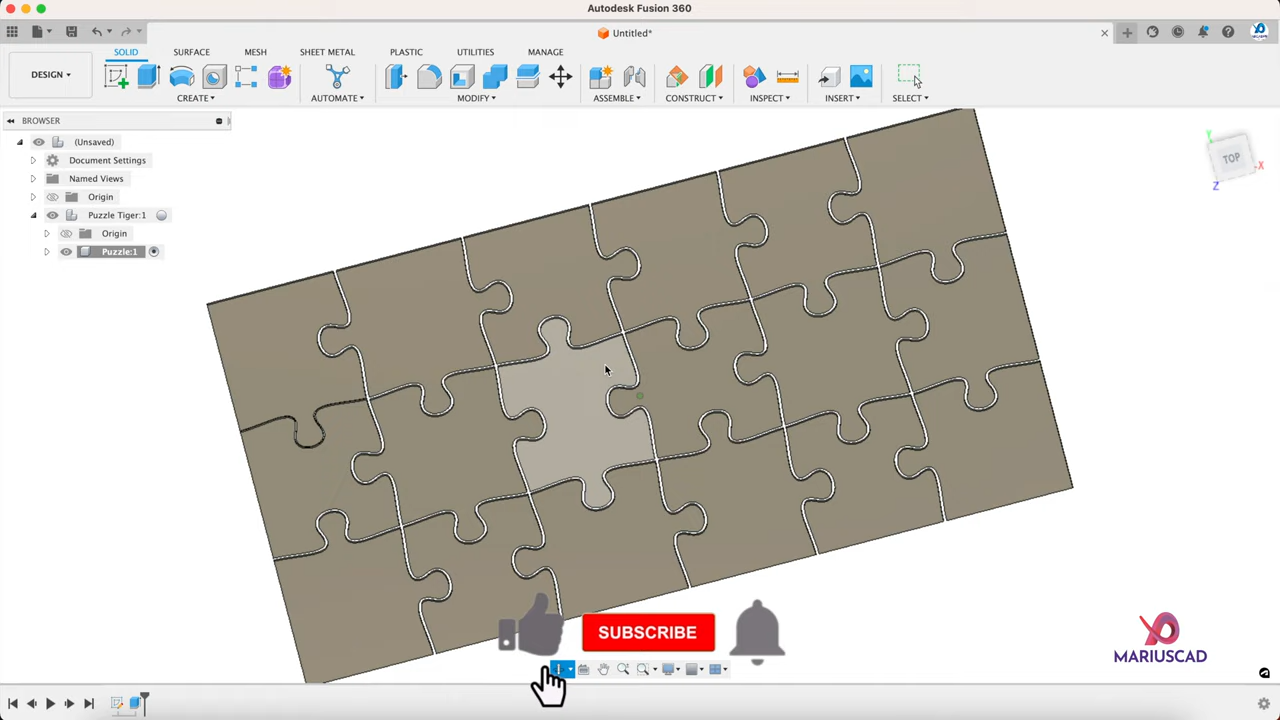 Autodesk Fusion 360
Untitled*
SOLID SURFACE MESH SHEET METAL PLASTIC UTILITIES MANAGE
DESIGN
CREATE AUTOMATE MODIFY ASSEMBLE CONSTRUCT INSPECT INSERT SELECT
BROWSER
(Unsaved)
Document Settings
Named Views
Origin
Puzzle Tiger:1
Origin
Puzzle:1
Y
TOP
X
Z
SUBSCRIBE
MARIUSCAD